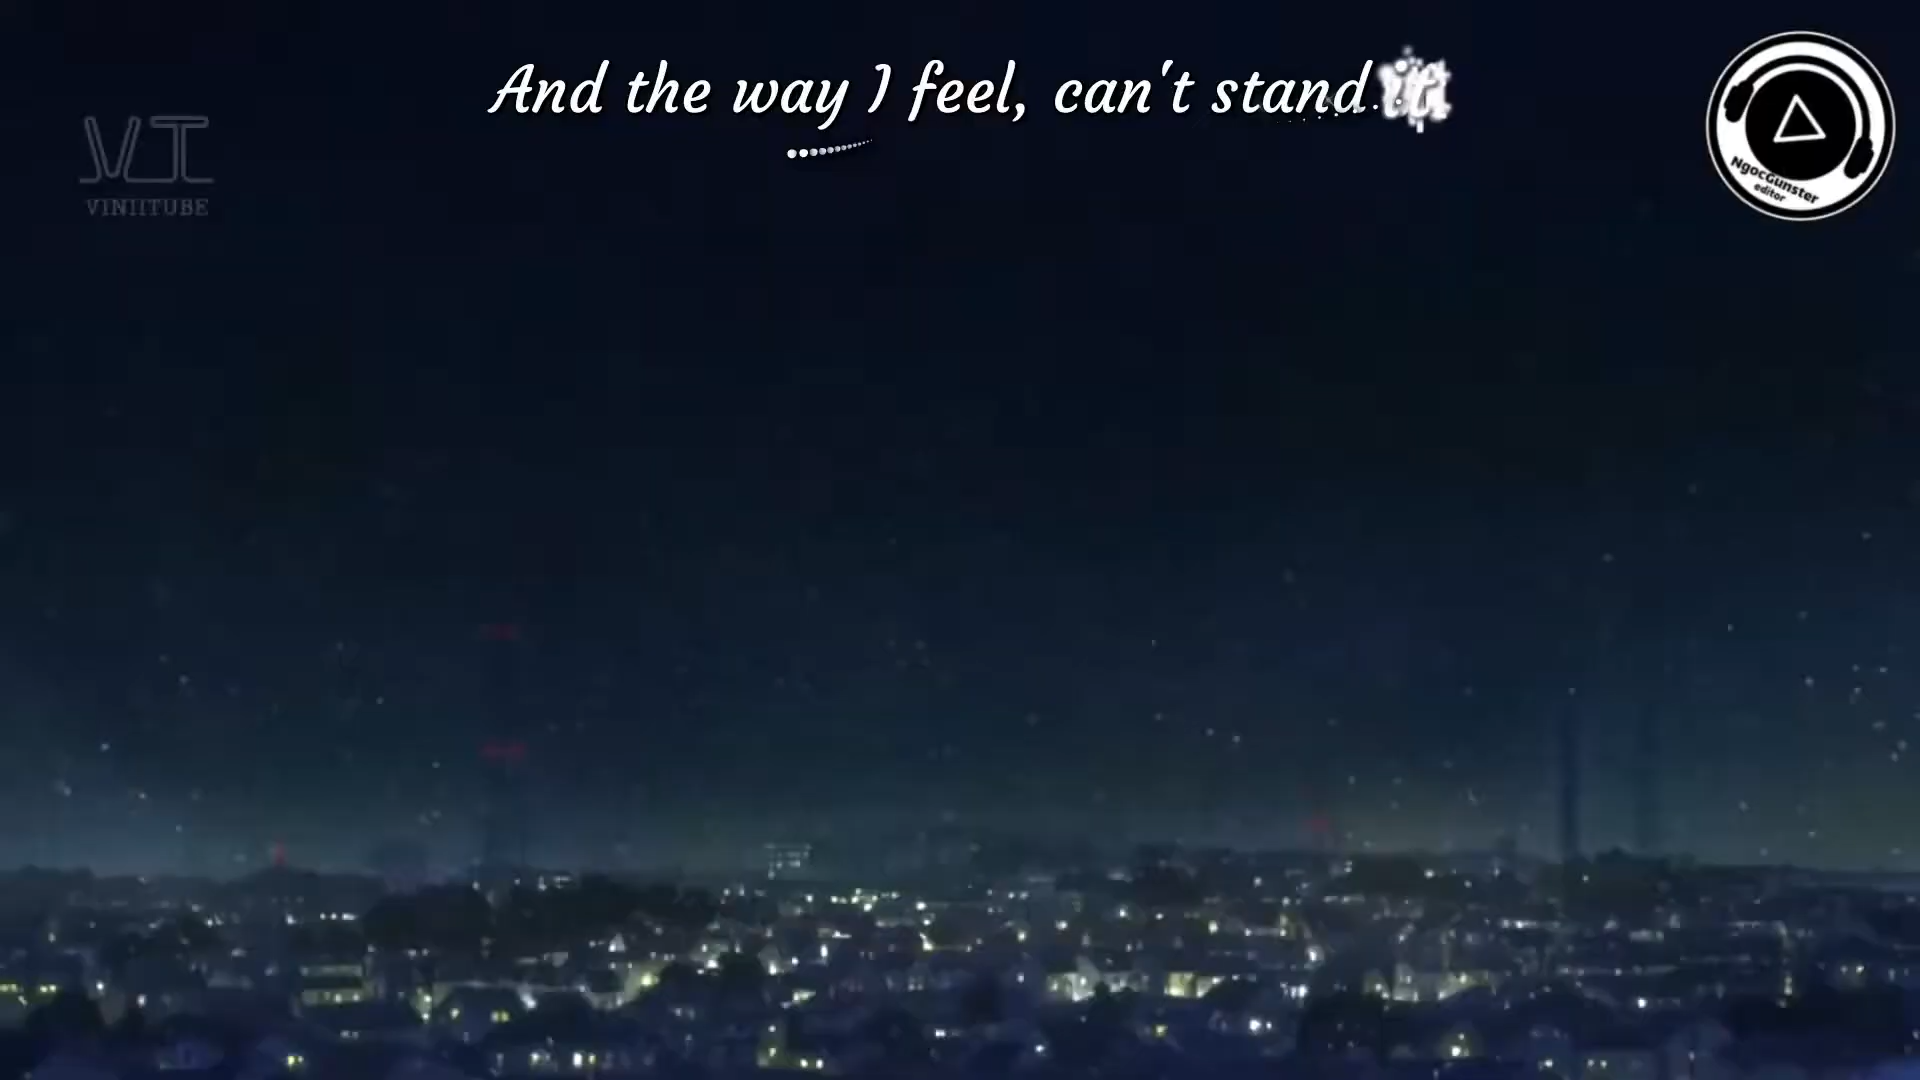 And the way I feel, can't stand it
VINIITUBE
NgocGunster
editor